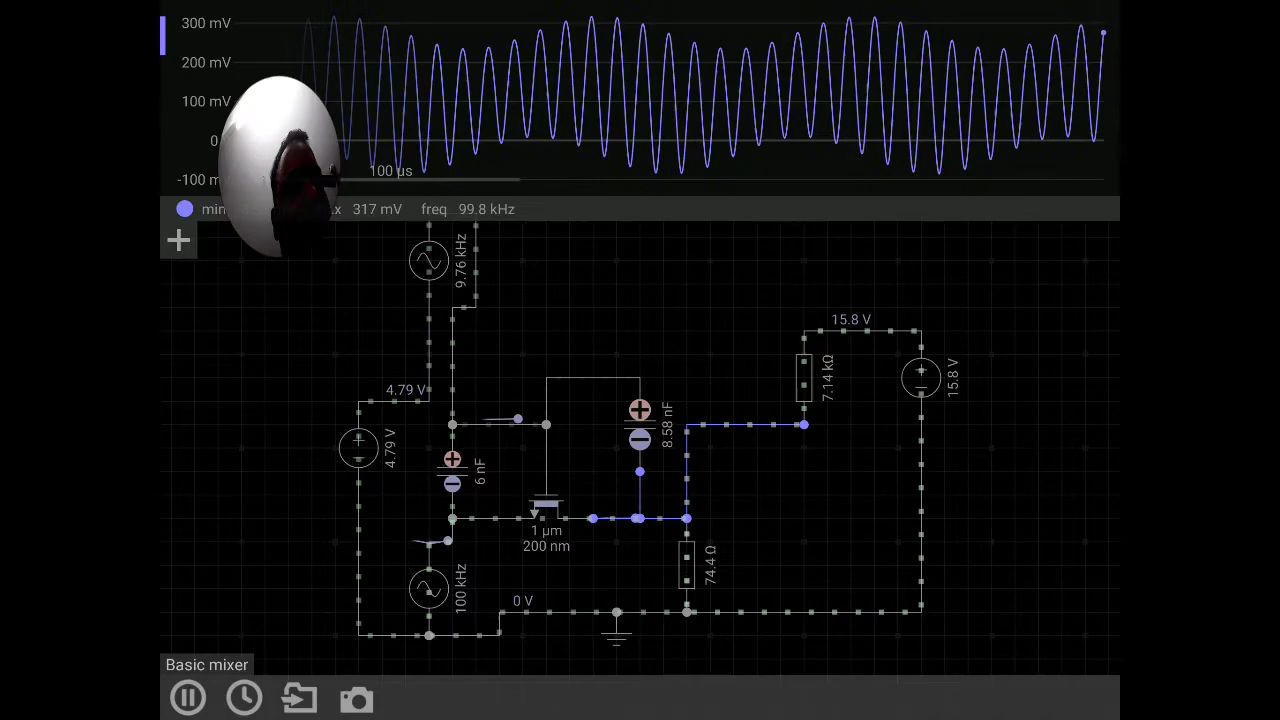 300 mV
200 mV
100 mV
0
100 µs
-100 m
min
x 317 mV freq 99.8 kHz
9.76 kHz
15.8 V
7.14 kΩ
15.8 V
4.79 V
4.79 V
8.58 nF
6 nF
1 µm
200 nm
74.4 Ω
100 kHz
0 V
Basic mixer